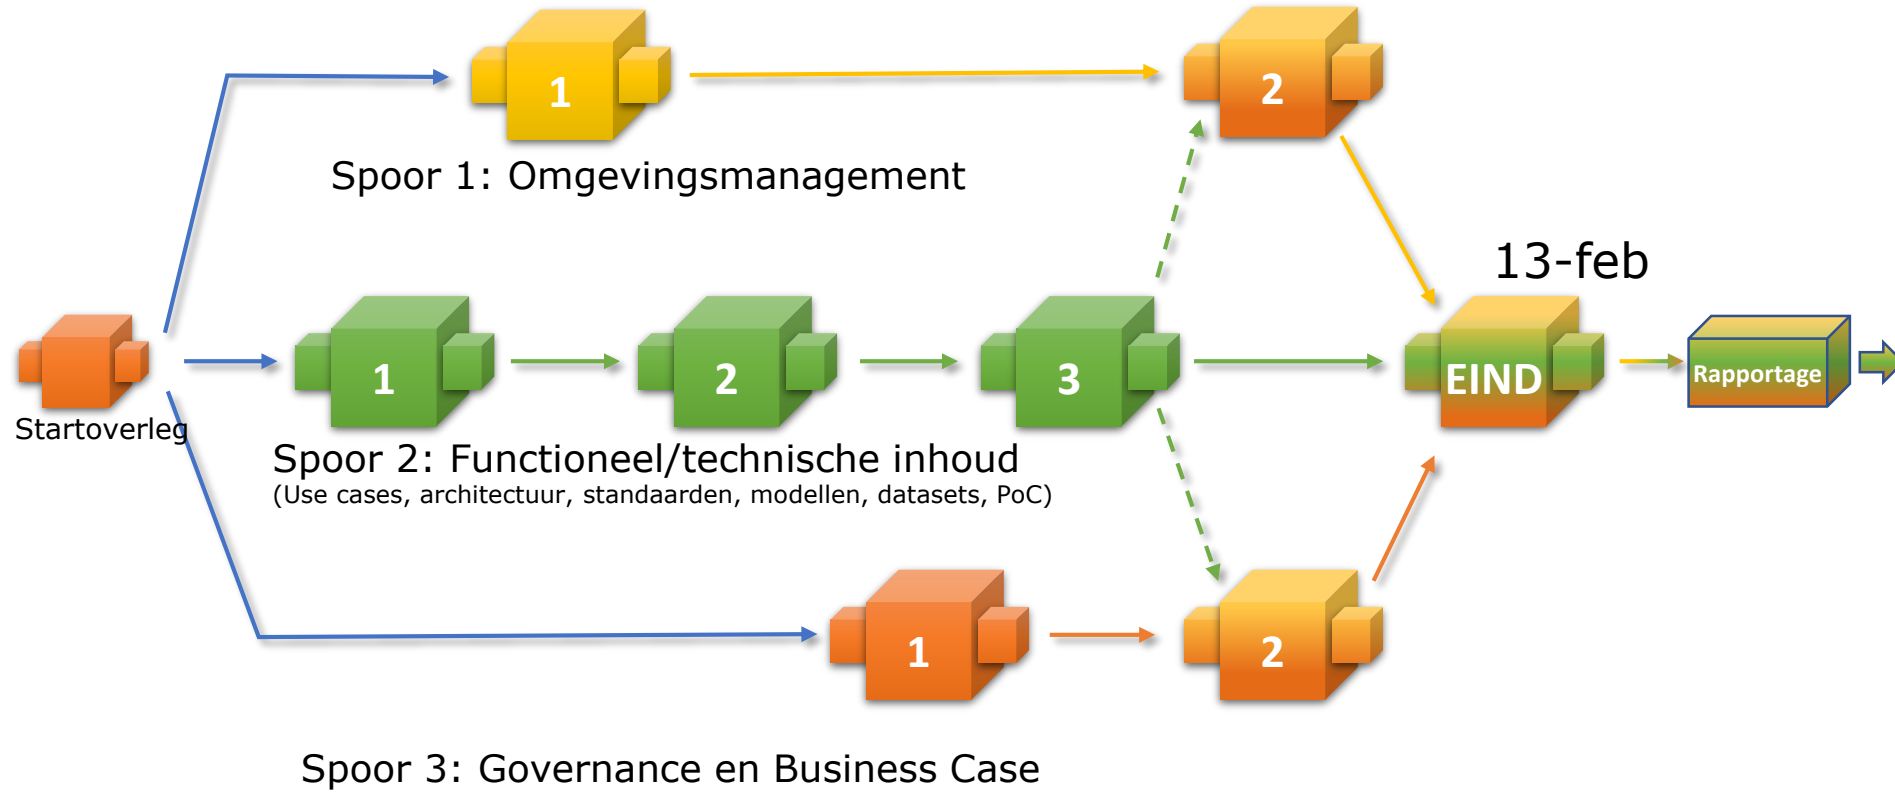 1
2
Spoor 1: Omgevingsmanagement
13-feb
Startoverleg
1
2
3
EIND
Rapportage
Spoor 2: Functioneel/technische inhoud
(Use cases, architectuur, standaarden, modellen, datasets, PoC)
1
2
Spoor 3: Governance en Business Case